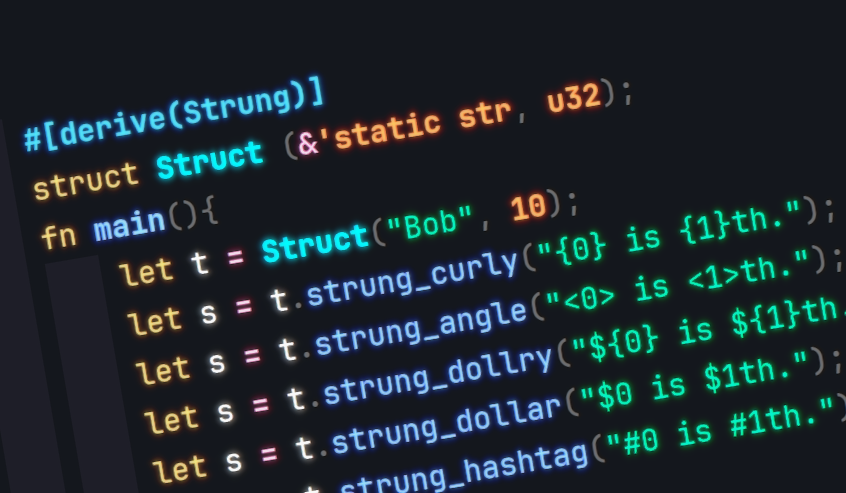 #[derive(Strung)]
struct Struct (&'static str, u32);
fn main(){
let t = Struct("Bob", 10);
let s = t.strung_curly("{0} is {1}th.");
let s = t.strung_angle("<0> is <1>th.");
let s = t.strung_dollry("${0} is ${1}th.
let s = t.strung_dollar("$0 is $1th.");
let s = t.strung_hashtag("#0 is #1th.")